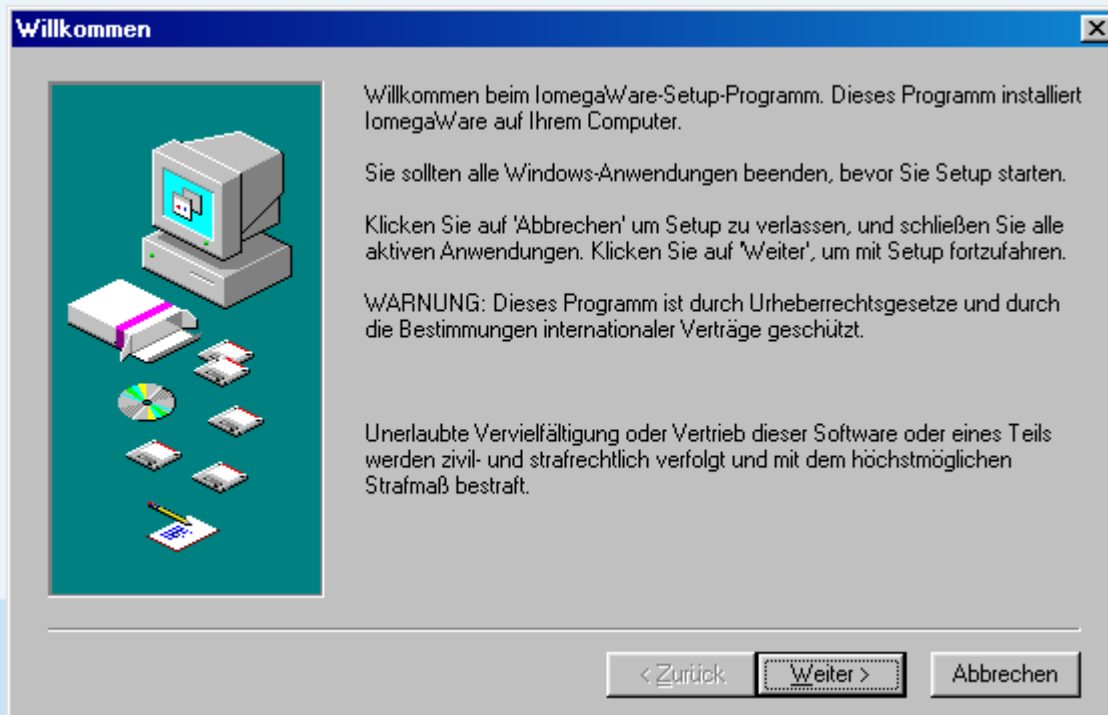 Willkommen
Willkommen beim IomegaWare-Setup-Programm. Dieses Programm installiert
IomegaWare auf Ihrem Computer.
Sie sollten alle Windows-Anwendungen beenden, bevor Sie Setup starten.
Klicken Sie auf 'Abbrechen' um Setup zu verlassen, und schließen Sie alle
aktiven Anwendungen. Klicken Sie auf 'Weiter', um mit Setup fortzufahren.
WARNUNG: Dieses Programm ist durch Urheberrechtsgesetze und durch
die Bestimmungen internationaler Verträge geschützt.
Unerlaubte Vervielfältigung oder Vertrieb dieser Software oder eines Teils
werden zivil- und strafrechtlich verfolgt und mit dem höchstmöglichen
Strafmaß bestraft.
< Zurück Weiter > Abbrechen